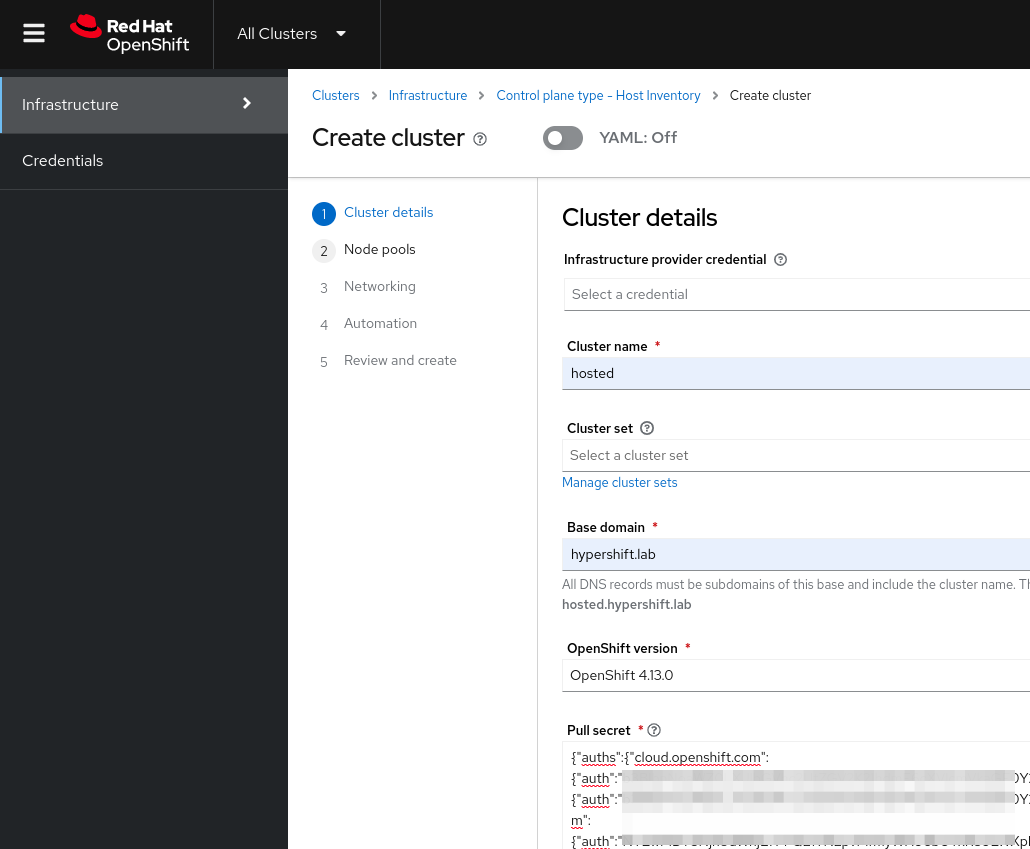 Red Hat
OpenShift
All Clusters
Infrastructure
Credentials
Clusters > Infrastructure > Control plane type - Host Inventory > Create cluster
Create cluster
YAML: Off
1 Cluster details
2 Node pools
3 Networking
4 Automation
5 Review and create
Cluster details
Infrastructure provider credential
Select a credential
Cluster name *
hosted
Cluster set
Select a cluster set
Manage cluster sets
Base domain *
hypershift.lab
All DNS records must be subdomains of this base and include the cluster name.
hosted.hypershift.lab
OpenShift version *
OpenShift 4.13.0
Pull secret *
{"auths":{"cloud.openshift.com":
{"auth":"
{"auth":"
m":
{"auth":"